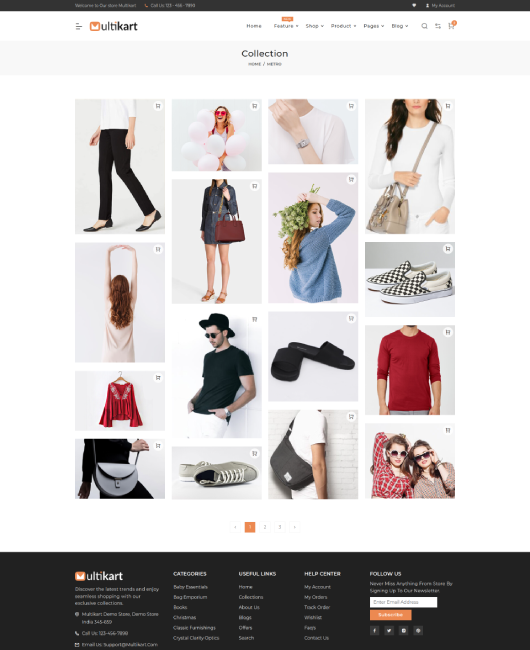 Welcome to Our store Multikart
Call Us: 123 - 456 - 7890
My Account
Multikart
Home
NEW
Feature
Shop
Product
Pages
Blog
Collection
HOME / METRO
«
1
2
3
»
Multikart
Discover the latest trends and enjoy
seamless shopping with our
exclusive collections.
Multikart Demo Store, Demo Store
India 345-659
Call Us: 123-456-7898
Email Us: Support@Multikart.Com
CATEGORIES
Baby Essentials
Bag Emporium
Books
Christmas
Classic Furnishings
Crystal Clarity Optics
USEFUL LINKS
Home
Collections
About Us
Blogs
Offers
Search
HELP CENTER
My Account
My Orders
Track Order
Wishlist
Faq's
Contact Us
FOLLOW US
Never Miss Anything From Store By
Signing Up To Our Newsletter.
Enter Email Address
Subscribe